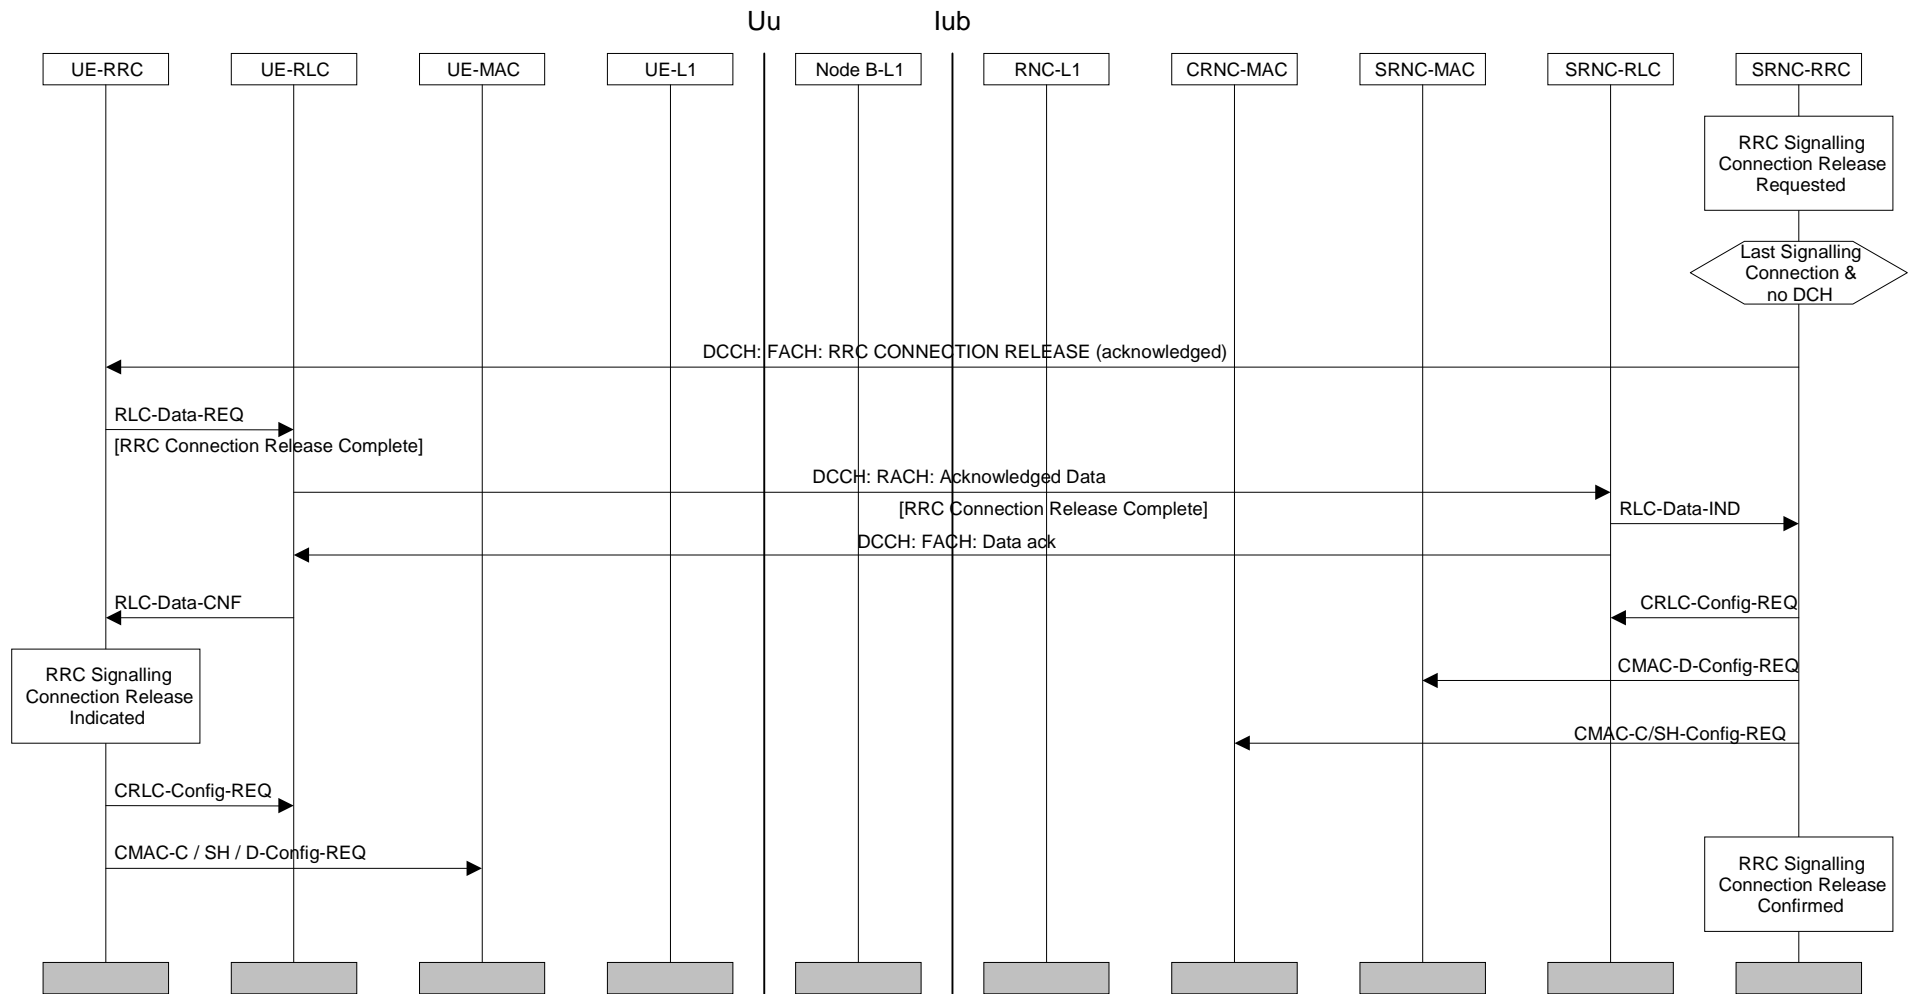 Uu
Iub
UE-RRC
UE-RLC
UE-MAC
UE-L1
Node B-L1
RNC-L1
CRNC-MAC
SRNC-MAC
SRNC-RLC
SRNC-RRC
RRC Signalling
Connection Release
Requested
Last Signalling
Connection &
no DCH
DCCH: FACH: RRC CONNECTION RELEASE (acknowledged)
RLC-Data-REQ
[RRC Connection Release Complete]
DCCH: RACH: Acknowledged Data
[RRC Connection Release Complete]
RLC-Data-IND
DCCH: FACH: Data ack
RLC-Data-CNF
CRLC-Config-REQ
RRC Signalling
Connection Release
Indicated
CMAC-D-Config-REQ
CMAC-C/SH-Config-REQ
CRLC-Config-REQ
CMAC-C / SH / D-Config-REQ
RRC Signalling
Connection Release
Confirmed